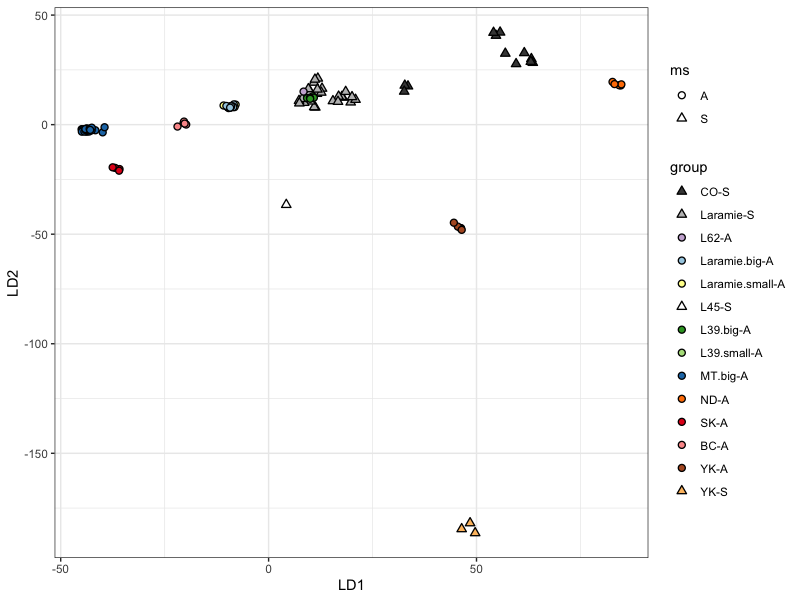 50
0
-50
-100
-150
LD2
-50
0
50
LD1
ms
A
S
group
CO-S
Laramie-S
L62-A
Laramie.big-A
Laramie.small-A
L45-S
L39.big-A
L39.small-A
MT.big-A
ND-A
SK-A
BC-A
YK-A
YK-S